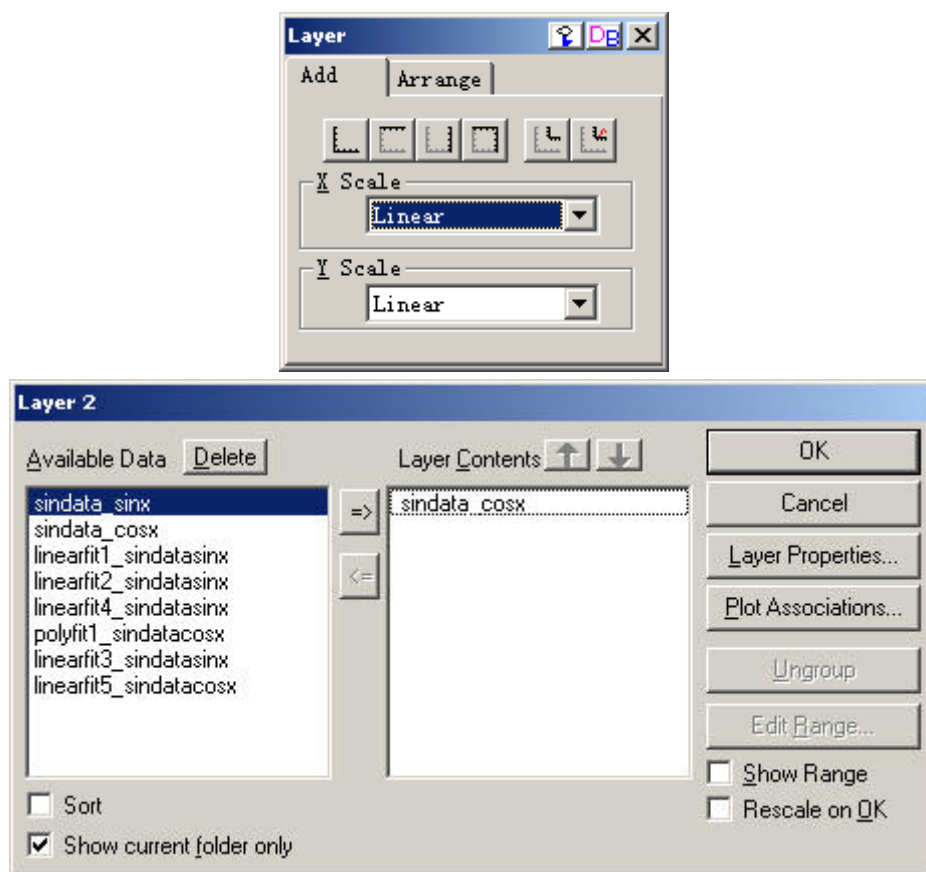 Layer
DB
Add Arrange
X Scale
Linear
Y Scale
Linear
Layer 2
Available Data Delete
Layer Contents
sindata_sinx
sindata_cosx
linearfit1_sindatasinx
linearfit2_sindatasinx
linearfit4_sindatasinx
polyfit1_sindatacosx
linearfit3_sindatasinx
linearfit5_sindatacosx
=>
<=
sindata_cosx
OK
Cancel
Layer Properties...
Plot Associations...
Ungroup
Edit Range...
Show Range
Rescale on OK
Sort
Show current folder only